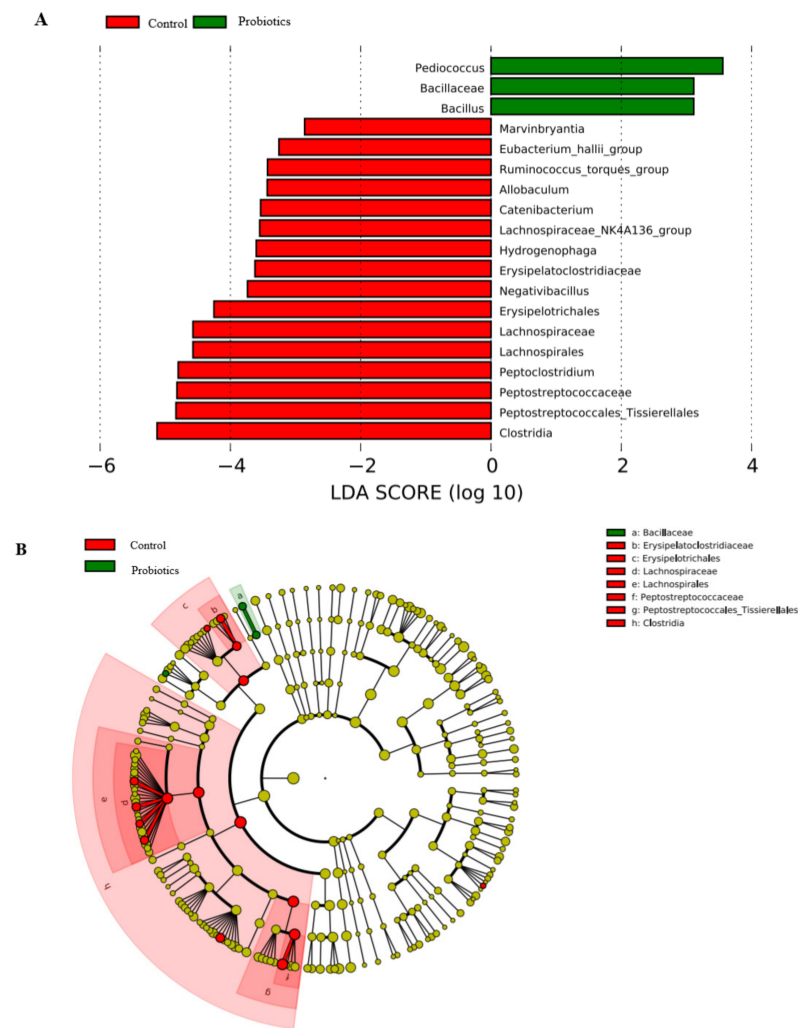 A
Control Probiotics
Pediococcus
Bacillaceae
Bacillus
Marvinbryantia
Eubacterium_hallii_group
Ruminococcus_torques_group
Allobaculum
Catenibacterium
Lachnospiraceae_NK4A136_group
Hydrogenophaga
Erysipelatoclostridiaceae
Negativibacillus
Erysipelotrichales
Lachnospiraceae
Lachnospirales
Peptoclostridium
Peptostreptococcaceae
Peptostreptococcales_Tissierellales
Clostridia
−6 −4 −2 0 2 4
LDA SCORE (log 10)
B
Control
Probiotics
a: Bacillaceae
b: Erysipelatoclostridiaceae
c: Erysipelotrichales
d: Lachnospiraceae
e: Lachnospirales
f: Peptostreptococcaceae
g: Peptostreptococcales_Tissierellales
h: Clostridia
a
b
c
d
e
h
f
g